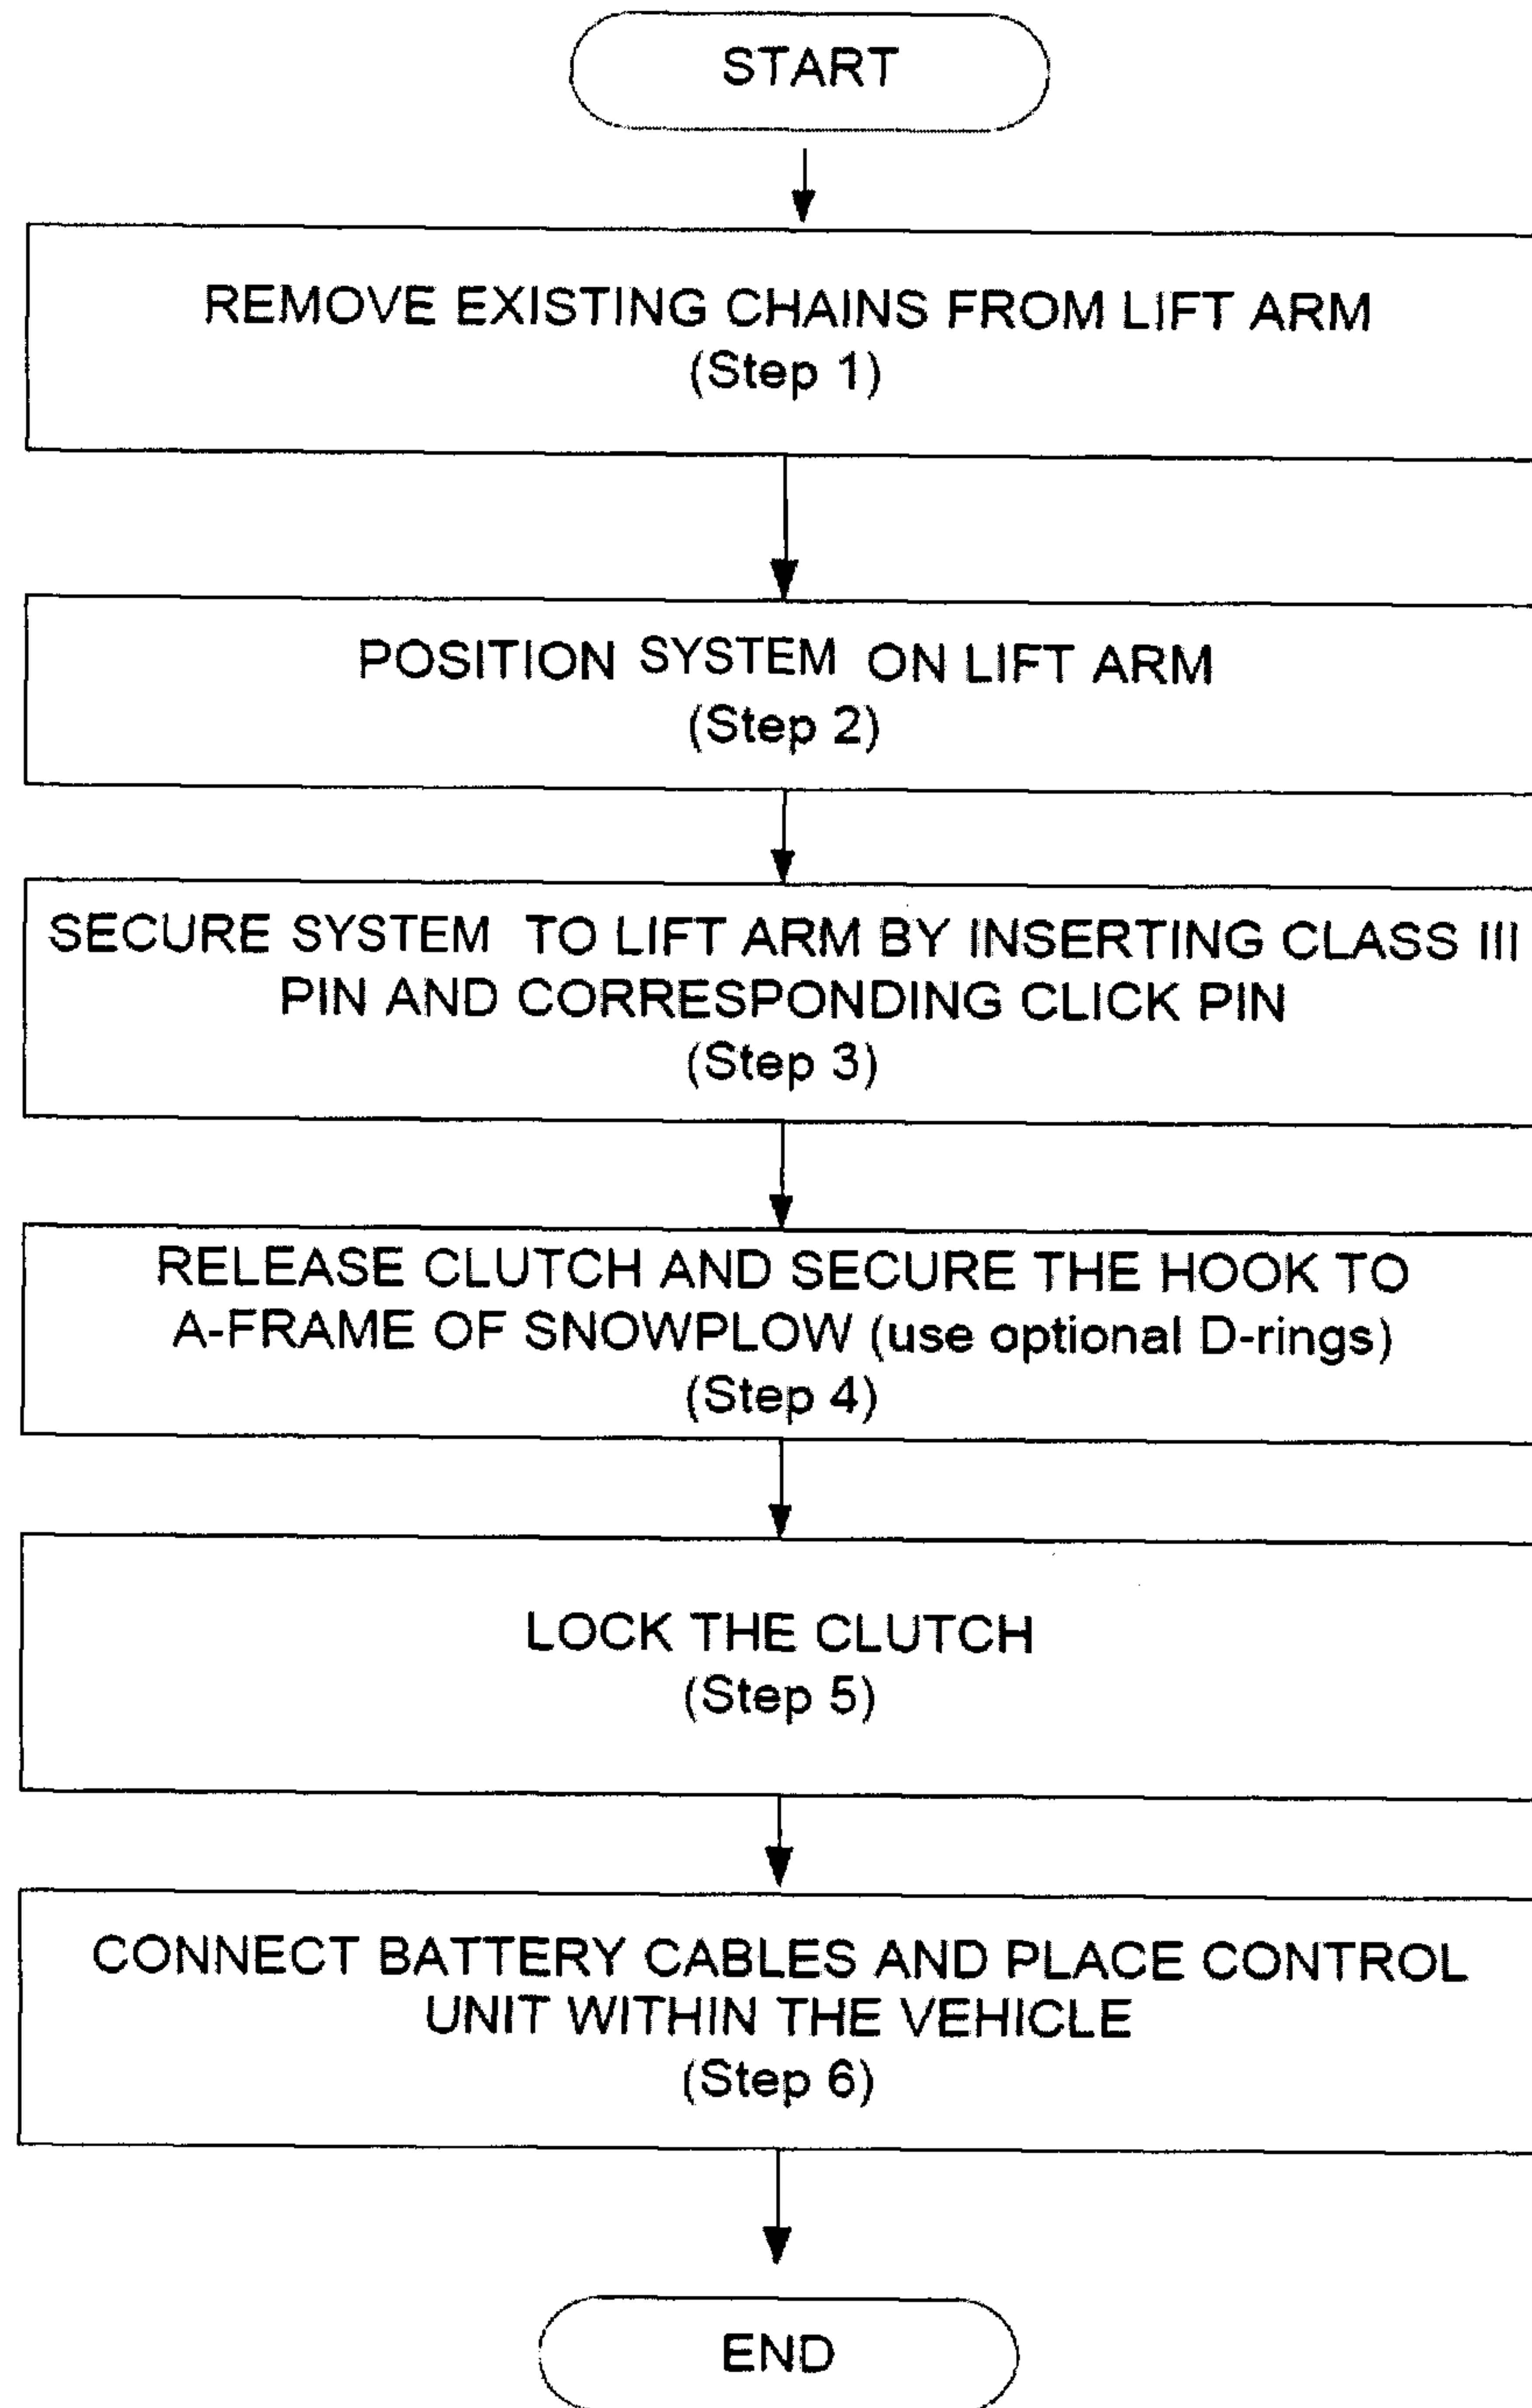 START
REMOVE EXISTING CHAINS FROM LIFT ARM
(Step 1)
POSITION SYSTEM ON LIFT ARM
(Step 2)
SECURE SYSTEM TO LIFT ARM BY INSERTING CLASS III
PIN AND CORRESPONDING CLICK PIN
(Step 3)
RELEASE CLUTCH AND SECURE THE HOOK TO
A-FRAME OF SNOWPLOW (use optional D-rings)
(Step 4)
LOCK THE CLUTCH
(Step 5)
CONNECT BATTERY CABLES AND PLACE CONTROL
UNIT WITHIN THE VEHICLE
(Step 6)
END